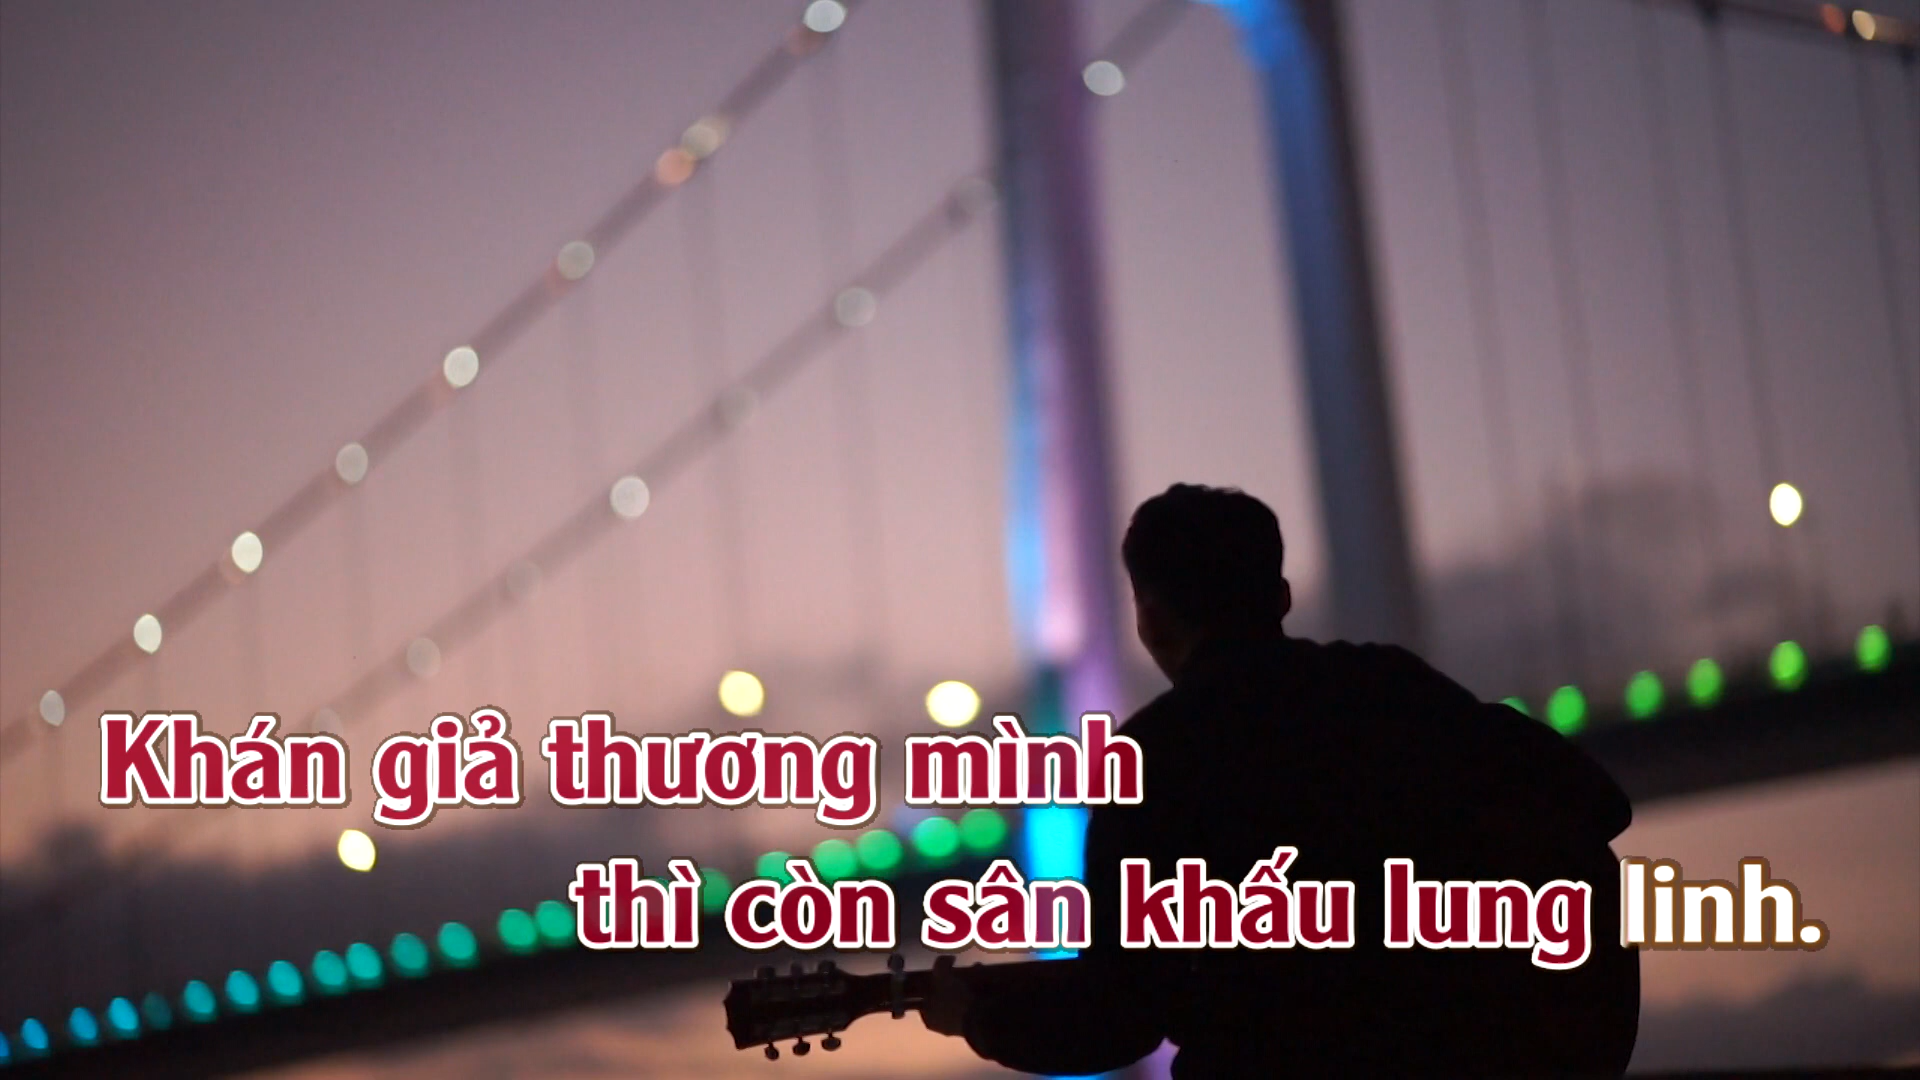 Khán giả thương mình
thì còn sân khấu lung linh.